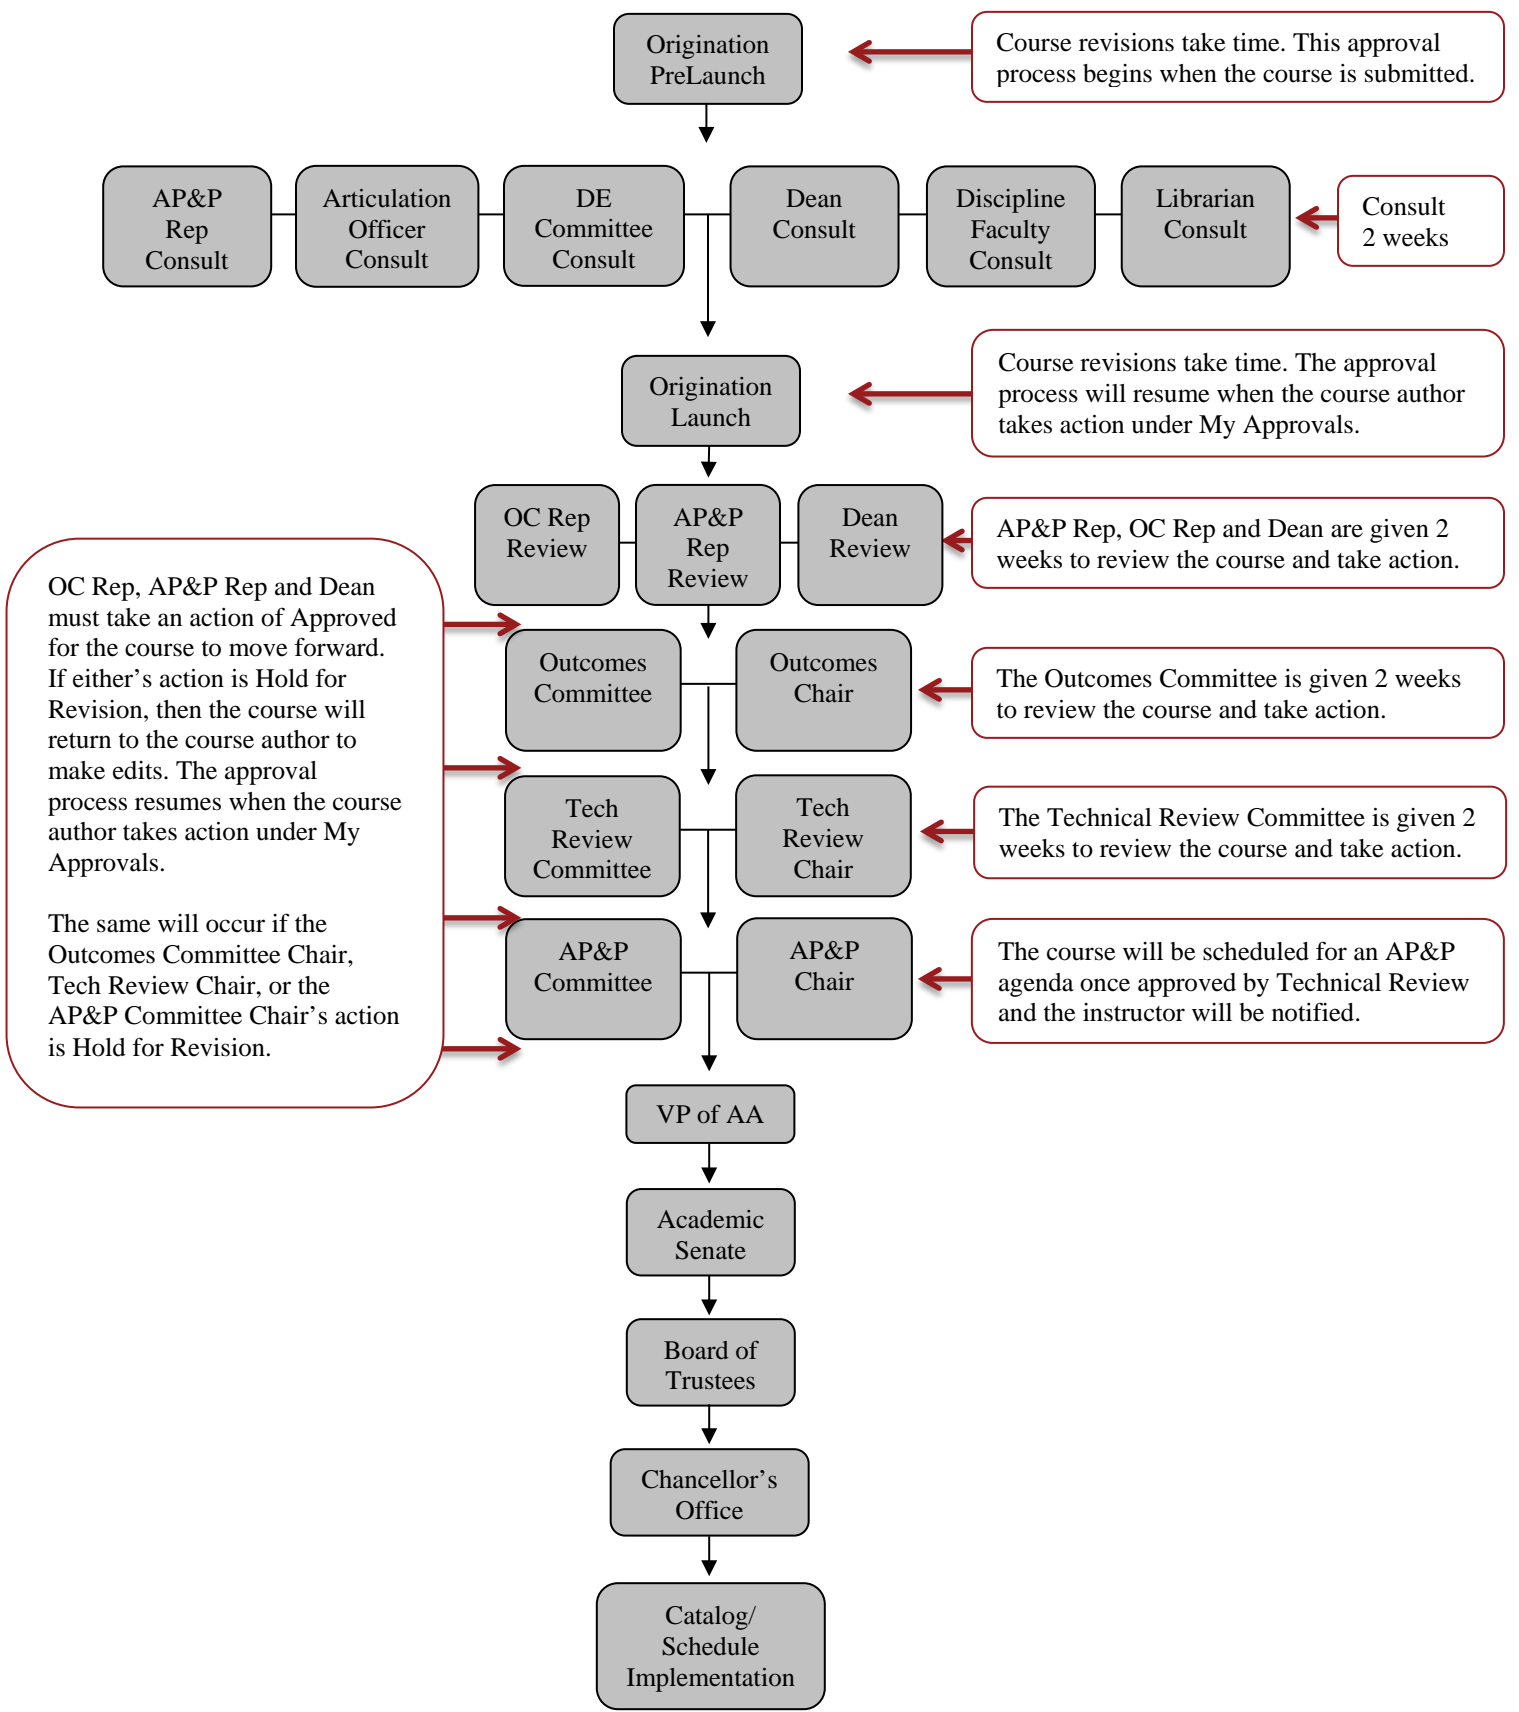 Origination
PreLaunch
Course revisions take time. This approval
process begins when the course is submitted.
AP&P
Rep
Consult
Articulation
Officer
Consult
DE
Committee
Consult
Dean
Consult
Discipline
Faculty
Consult
Librarian
Consult
Consult
2 weeks
Origination
Launch
Course revisions take time. The approval
process will resume when the course author
takes action under My Approvals.
OC Rep
Review
AP&P
Rep
Review
Dean
Review
AP&P Rep, OC Rep and Dean are given 2
weeks to review the course and take action.
OC Rep, AP&P Rep and Dean
must take an action of Approved
for the course to move forward.
If either’s action is Hold for
Revision, then the course will
return to the course author to
make edits. The approval
process resumes when the course
author takes action under My
Approvals.
The same will occur if the
Outcomes Committee Chair,
Tech Review Chair, or the
AP&P Committee Chair’s action
is Hold for Revision.
Outcomes
Committee
Outcomes
Chair
The Outcomes Committee is given 2 weeks
to review the course and take action.
Tech
Review
Committee
Tech
Review
Chair
The Technical Review Committee is given 2
weeks to review the course and take action.
AP&P
Committee
AP&P
Chair
The course will be scheduled for an AP&P
agenda once approved by Technical Review
and the instructor will be notified.
VP of AA
Academic
Senate
Board of
Trustees
Chancellor’s
Office
Catalog/
Schedule
Implementation